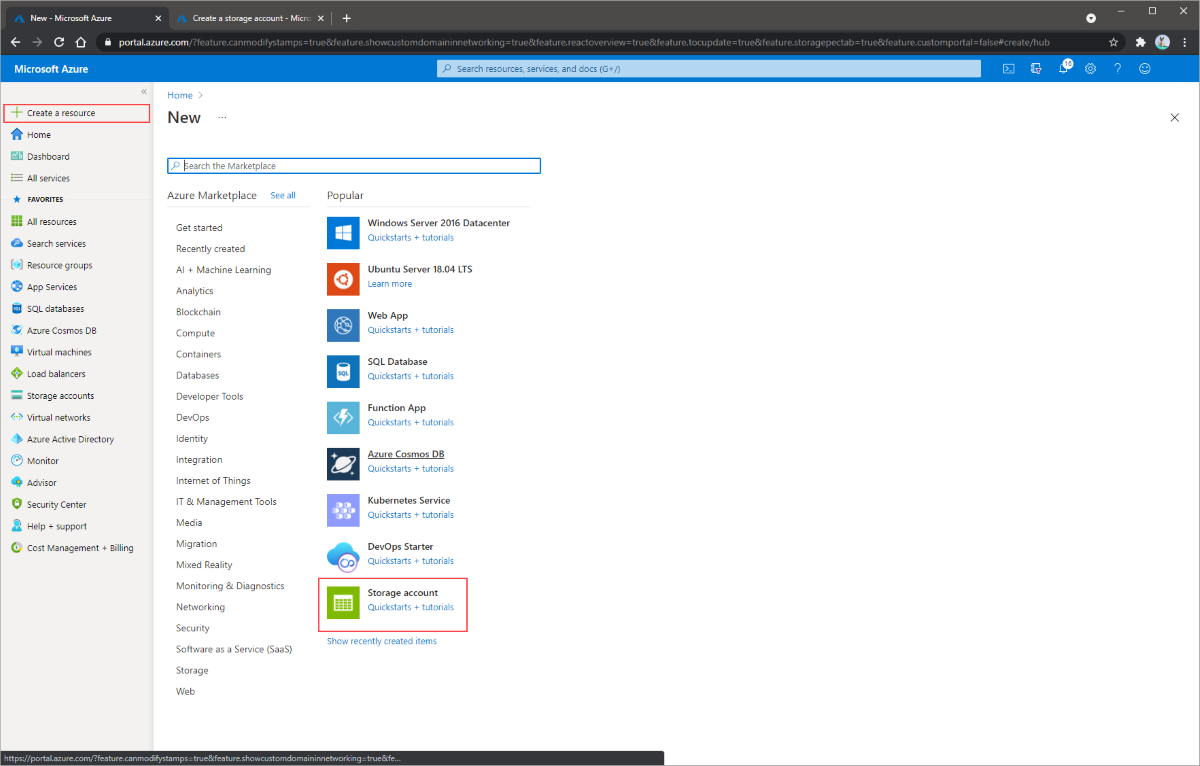 New - Microsoft Azure
Create a storage account - Micro
portal.azure.com/?feature.canmodifystamps=true&feature.showcustomdomaininnetworking=true&feature.reactoverview=true&feature.tocupdate=true&feature.storagepectab=true&feature.customportal=false#create/hub
Microsoft Azure
Search resources, services, and docs (G+/)
10
Create a resource
Home
Dashboard
All services
FAVORITES
All resources
Search services
Resource groups
App Services
SQL databases
Azure Cosmos DB
Virtual machines
Load balancers
Storage accounts
Virtual networks
Azure Active Directory
Monitor
Advisor
Security Center
Help + support
Cost Management + Billing
Home
New
Search the Marketplace
Azure Marketplace
See all
Get started
Recently created
AI + Machine Learning
Analytics
Blockchain
Compute
Containers
Databases
Developer Tools
DevOps
Identity
Integration
Internet of Things
IT & Management Tools
Media
Migration
Mixed Reality
Monitoring & Diagnostics
Networking
Security
Software as a Service (SaaS)
Storage
Web
Popular
Windows Server 2016 Datacenter
Quickstarts + tutorials
Ubuntu Server 18.04 LTS
Learn more
Web App
Quickstarts + tutorials
SQL
SQL Database
Quickstarts + tutorials
Function App
Quickstarts + tutorials
Azure Cosmos DB
Quickstarts + tutorials
Kubernetes Service
Quickstarts + tutorials
DevOps Starter
Quickstarts + tutorials
Storage account
Quickstarts + tutorials
Show recently created items
https://portal.azure.com/?feature.canmodifystamps=true&feature.showcustomdomaininnetworking=true&fe...